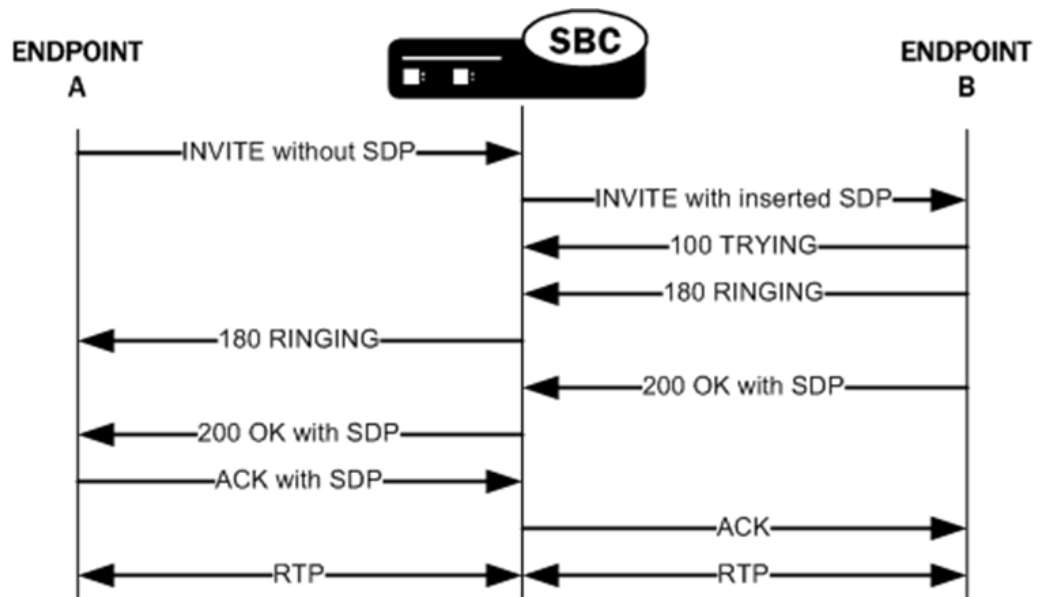 ENDPOINT
A
SBC
ENDPOINT
B
INVITE without SDP
INVITE with inserted SDP
100 TRYING
180 RINGING
180 RINGING
200 OK with SDP
200 OK with SDP
ACK with SDP
ACK
RTP
RTP